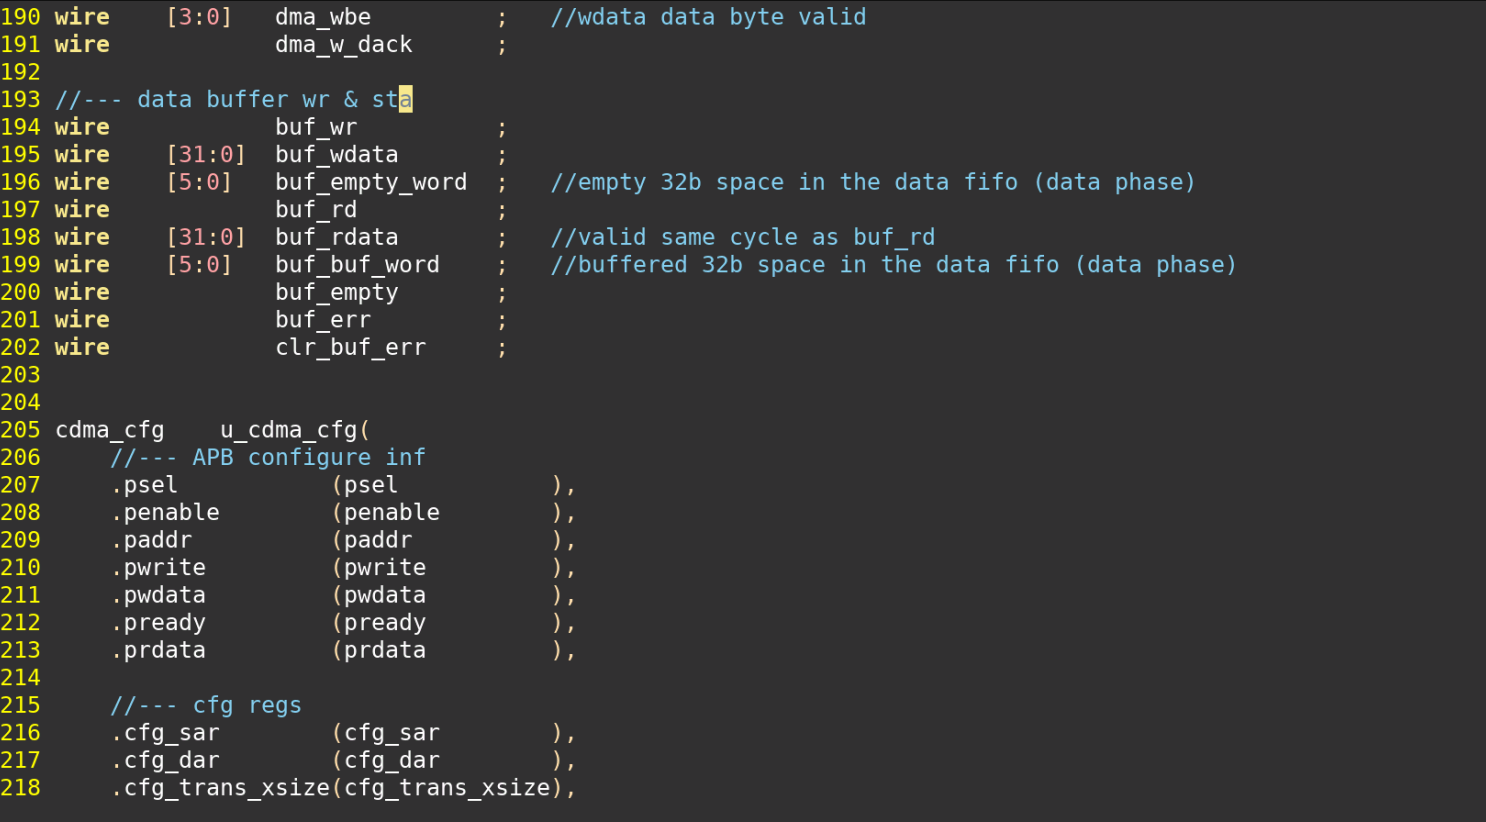 190 wire    [3:0]   dma_wbe         ;   //wdata data byte valid
191 wire            dma_w_dack      ;
192
193 //--- data buffer wr & sta
194 wire            buf_wr          ;
195 wire    [31:0]  buf_wdata       ;
196 wire    [5:0]   buf_empty_word  ;   //empty 32b space in the data fifo (data phase)
197 wire            buf_rd          ;
198 wire    [31:0]  buf_rdata       ;   //valid same cycle as buf_rd
199 wire    [5:0]   buf_buf_word    ;   //buffered 32b space in the data fifo (data phase)
200 wire            buf_empty       ;
201 wire            buf_err         ;
202 wire            clr_buf_err     ;
203
204
205 cdma_cfg    u_cdma_cfg(
206     //--- APB configure inf
207     .psel           (psel           ),
208     .penable        (penable        ),
209     .paddr          (paddr          ),
210     .pwrite         (pwrite         ),
211     .pwdata         (pwdata         ),
212     .pready         (pready         ),
213     .prdata         (prdata         ),
214
215     //--- cfg regs
216     .cfg_sar        (cfg_sar        ),
217     .cfg_dar        (cfg_dar        ),
218     .cfg_trans_xsize(cfg_trans_xsize),